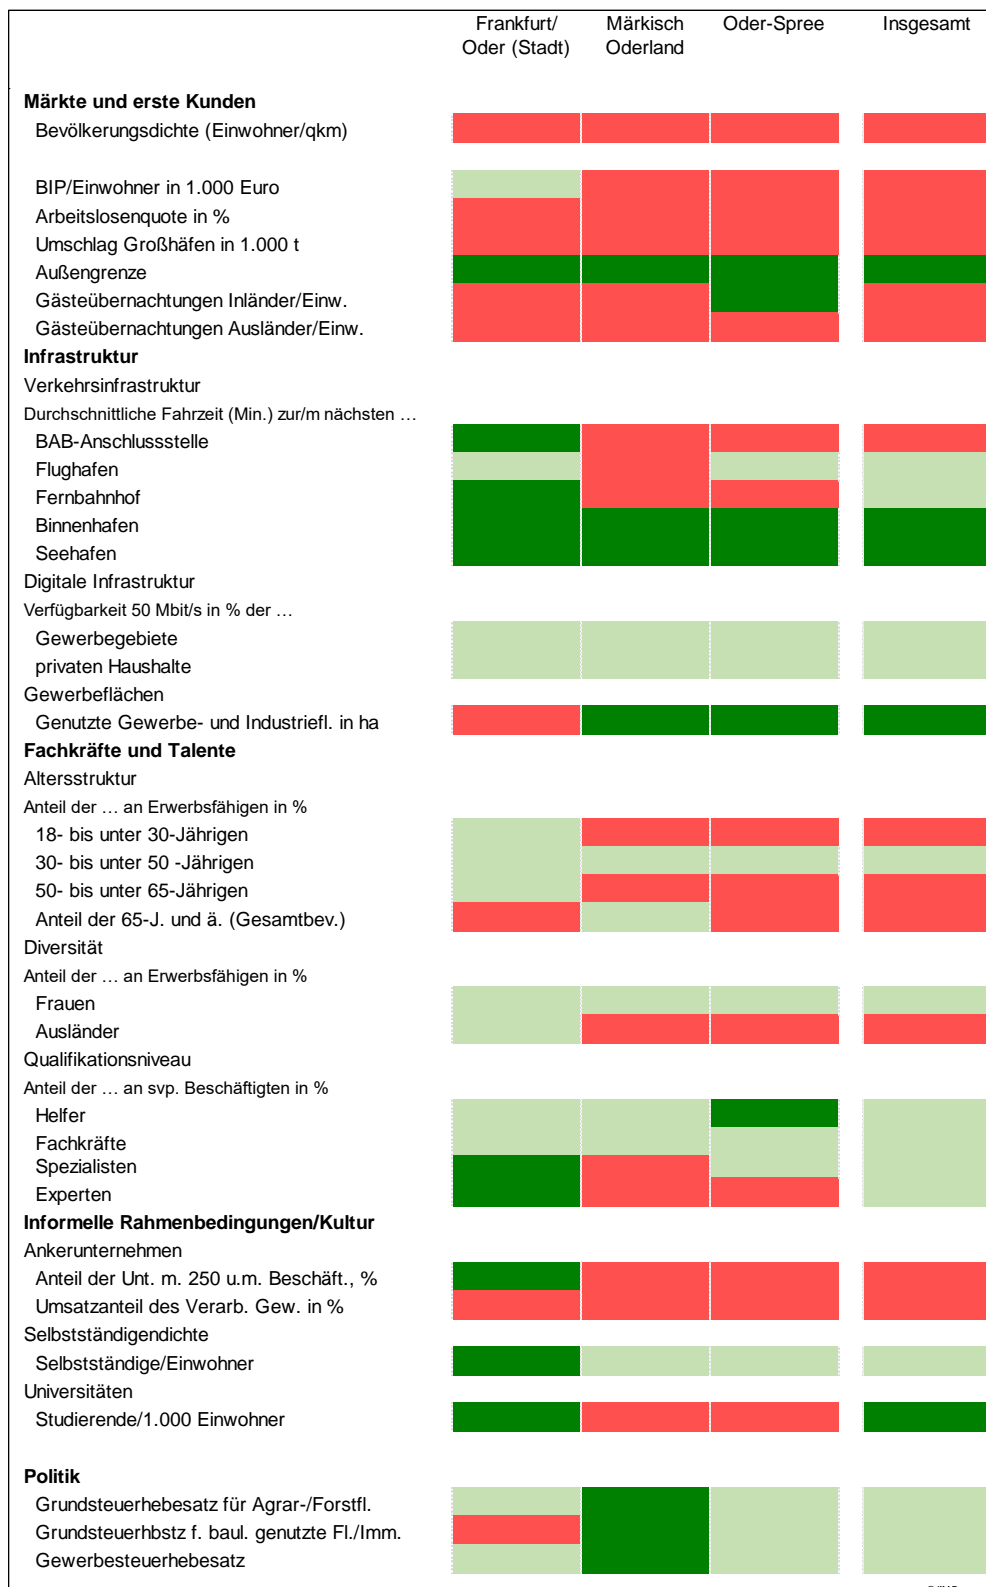 Frankfurt/ Märkisch Oder-Spree Insgesamt
Oder (Stadt) Oderland
Märkte und erste Kunden
Bevölkerungsdichte (Einwohner/qkm)
BIP/Einwohner in 1.000 Euro
Arbeitslosenquote in %
Umschlag Großhäfen in 1.000 t
Außengrenze
Gästeübernachtungen Inländer/Einw.
Gästeübernachtungen Ausländer/Einw.
Infrastruktur
Verkehrsinfrastruktur
Durchschnittliche Fahrzeit (Min.) zur/m nächsten …
BAB-Anschlussstelle
Flughafen
Fernbahnhof
Binnenhafen
Seehafen
Digitale Infrastruktur
Verfügbarkeit 50 Mbit/s in % der …
Gewerbegebiete
privaten Haushalte
Gewerbeflächen
Genutzte Gewerbe- und Industriefl. in ha
Fachkräfte und Talente
Altersstruktur
Anteil der … an Erwerbsfähigen in %
18- bis unter 30-Jährigen
30- bis unter 50 -Jährigen
50- bis unter 65-Jährigen
Anteil der 65-J. und ä. (Gesamtbev.)
Diversität
Anteil der … an Erwerbsfähigen in %
Frauen
Ausländer
Qualifikationsniveau
Anteil der … an svp. Beschäftigten in %
Helfer
Fachkräfte
Spezialisten
Experten
Informelle Rahmenbedingungen/Kultur
Ankerunternehmen
Anteil der Unt. m. 250 u.m. Beschäft., %
Umsatzanteil des Verarb. Gew. in %
Selbstständigendichte
Selbstständige/Einwohner
Universitäten
Studierende/1.000 Einwohner
Politik
Grundsteuerhebesatz für Agrar-/Forstfl.
Grundsteuerhbstz f. baul. genutzte Fl./Imm.
Gewerbesteuerhebesatz